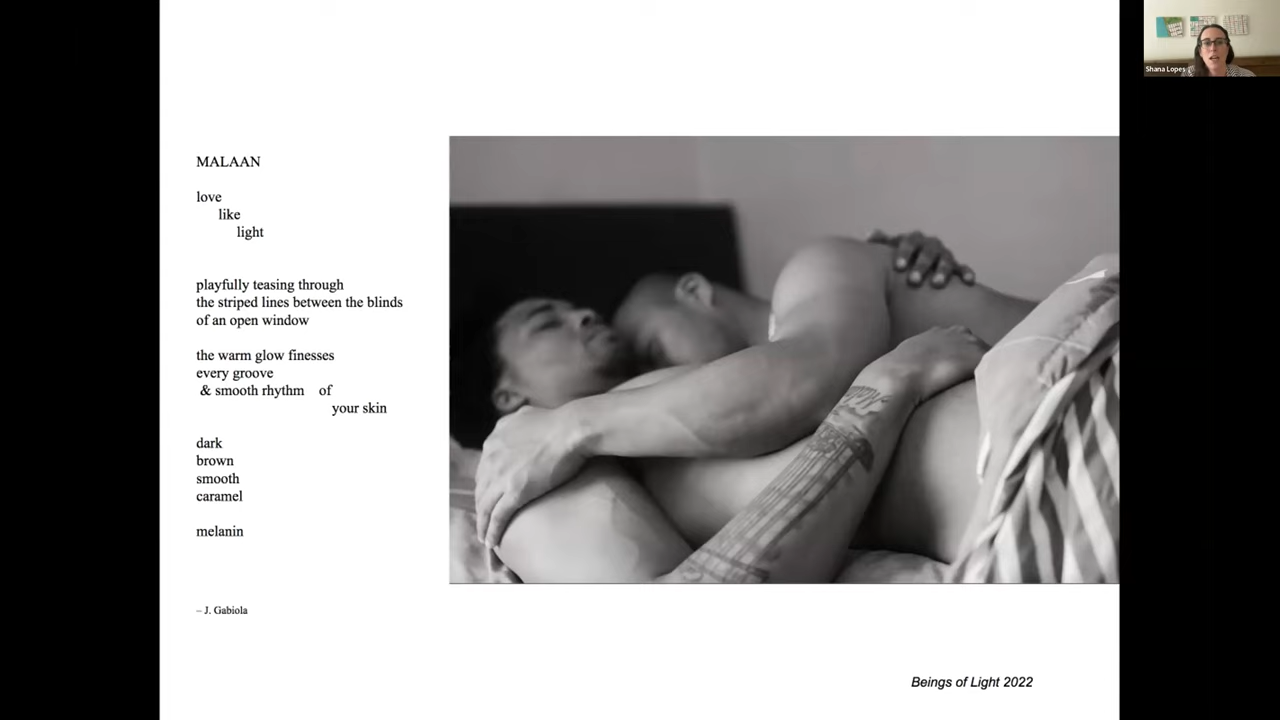 MALAAN
love
like
light
playfully teasing through
the striped lines between the blinds
of an open window
the warm glow finesses
every groove
& smooth rhythm of
your skin
dark
brown
smooth
caramel
melanin
– J. Gabiola
Beings of Light 2022
Shana Lopes